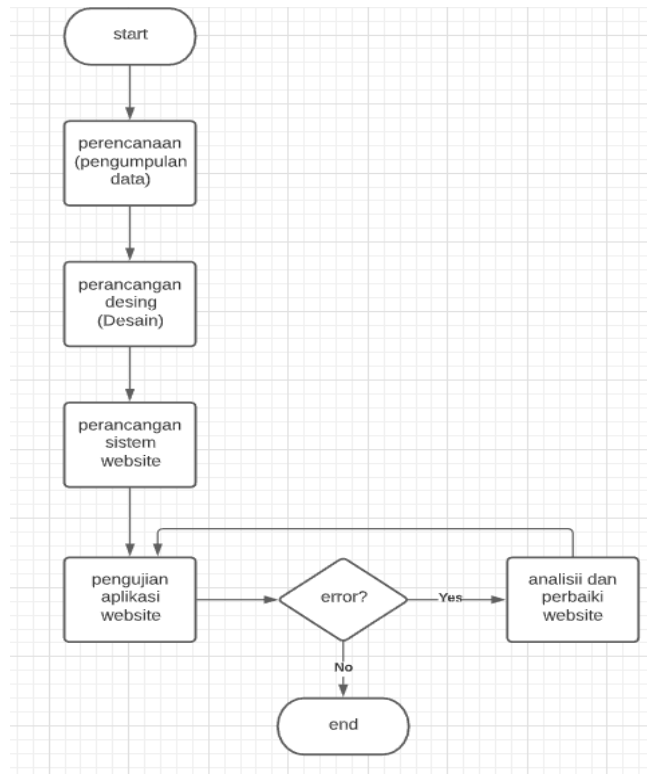 start
perencanaan
(pengumpulan
data)
perancangan
desing
(Desain)
perancangan
sistem
website
pengujian
aplikasi
website
error?
Yes
analisii dan
perbaiki
website
No
end